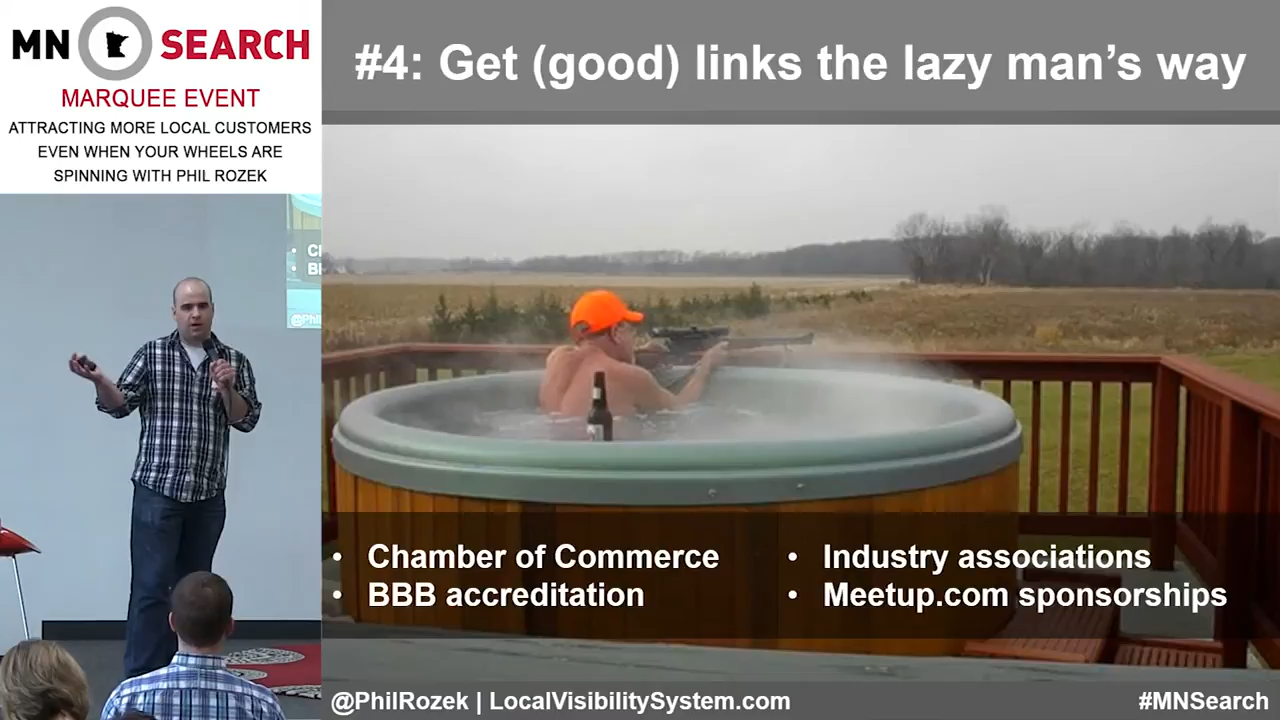 MN SEARCH
MARQUEE EVENT
ATTRACTING MORE LOCAL CUSTOMERS
EVEN WHEN YOUR WHEELS ARE
SPINNING WITH PHIL ROZEK
#4: Get (good) links the lazy man's way
• Chamber of Commerce
• BBB accreditation
• Industry associations
• Meetup.com sponsorships
@PhilRozek | LocalVisibilitySystem.com
#MNSearch